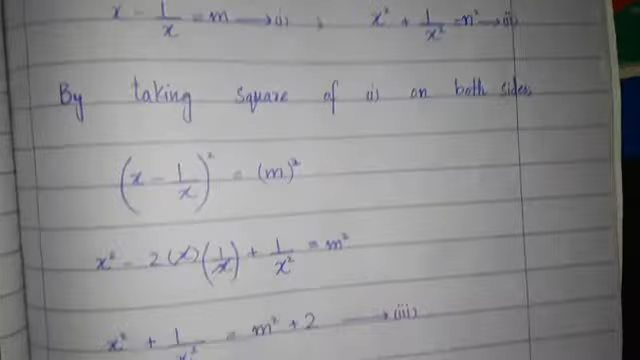 x - 1/x = m → (i) , x² + 1/x² = n² → (ii)
By taking square of (i) on both sides
(x - 1/x)² = (m)²
x² - 2(x)(1/x) + 1/x² = m²
x² + 1/x² = m² + 2 → (iii)